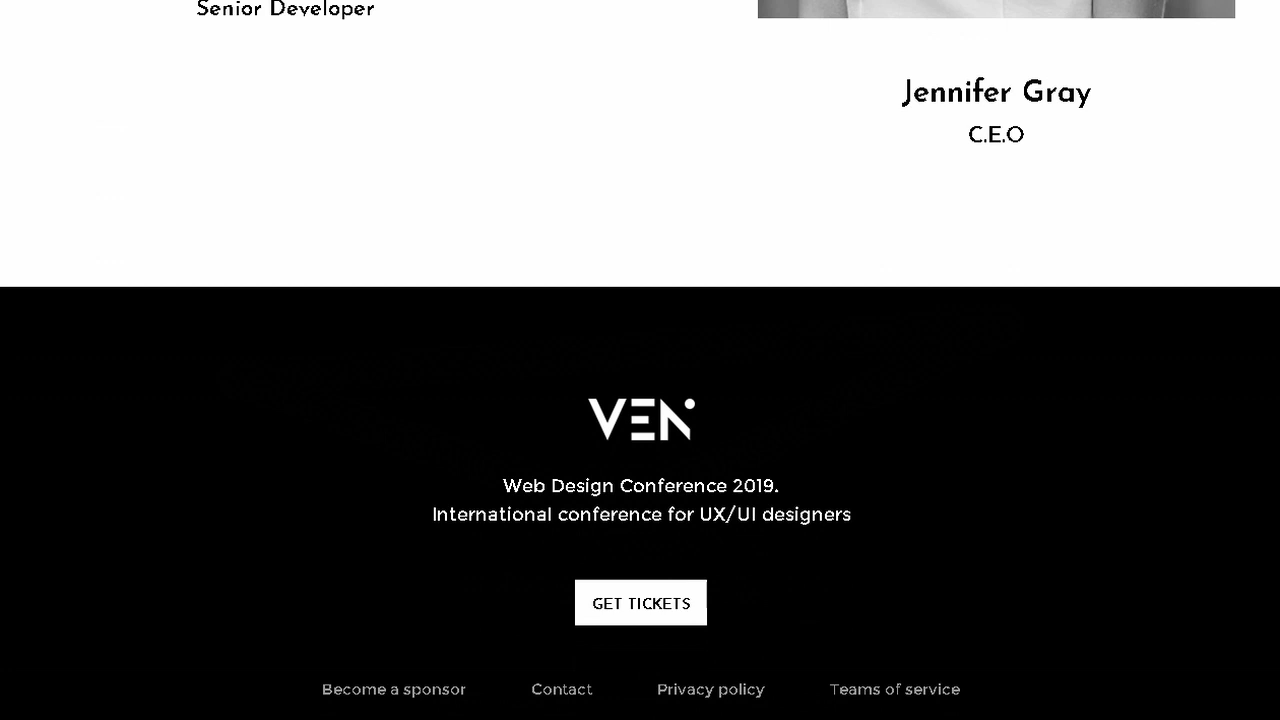 Senior Developer
Jennifer Gray
C.E.O
VEN
Web Design Conference 2019.
International conference for UX/UI designers
GET TICKETS
Become a sponsor
Contact
Privacy policy
Teams of service